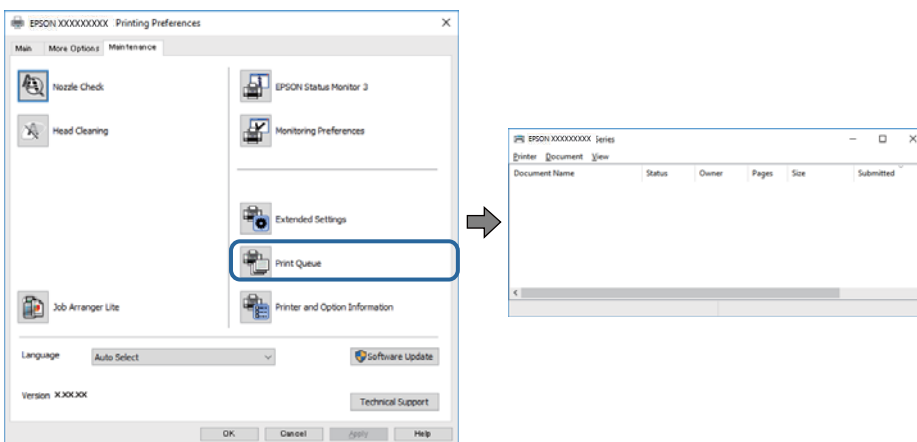 EPSON XXXXXXXXX Printing Preferences
Main More Options Maintenance
Nozzle Check
EPSON Status Monitor 3
Head Cleaning
Monitoring Preferences
Extended Settings
Print Queue
Job Arranger Lite
Printer and Option Information
Language Auto Select Software Update
Version X.XX.XX
Technical Support
OK Cancel Apply Help
EPSON XXXXXXXXX Series
Printer Document View
Document Name Status Owner Pages Size Submitted